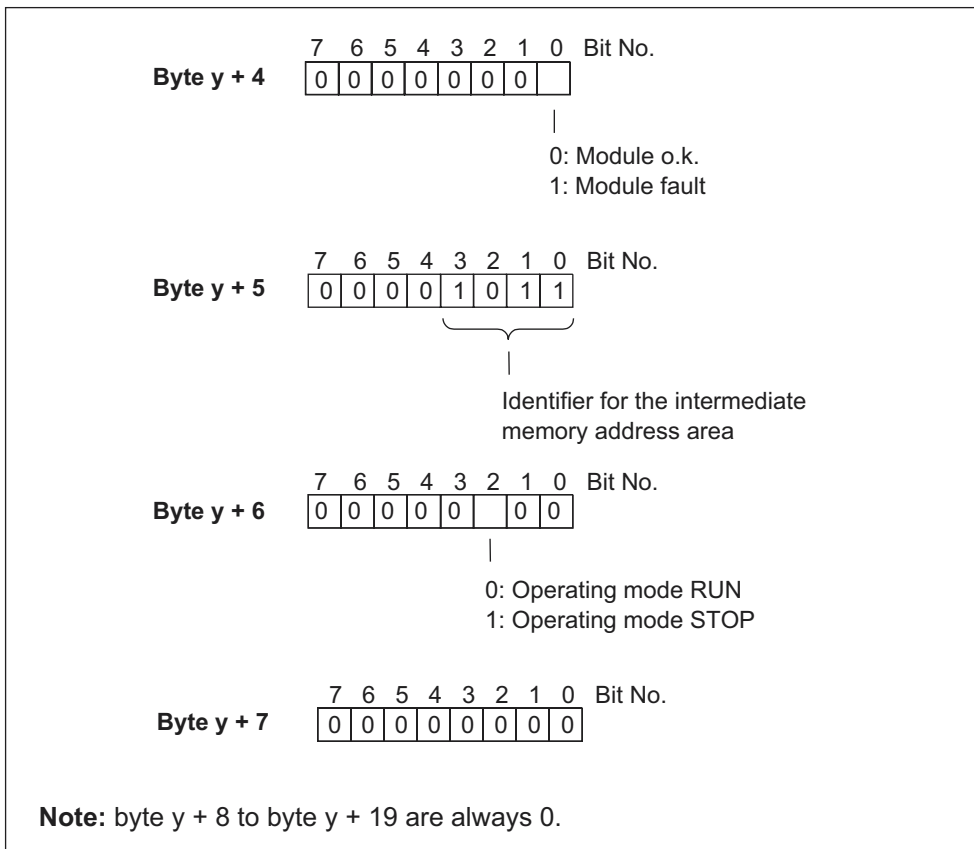 7 6 5 4 3 2 1 0 Bit No.
Byte y + 4 0 0 0 0 0 0 0
0: Module o.k.
1: Module fault
7 6 5 4 3 2 1 0 Bit No.
Byte y + 5 0 0 0 0 1 0 1 1
Identifier for the intermediate
memory address area
7 6 5 4 3 2 1 0 Bit No.
Byte y + 6 0 0 0 0 0 0 0
0: Operating mode RUN
1: Operating mode STOP
7 6 5 4 3 2 1 0 Bit No.
Byte y + 7 0 0 0 0 0 0 0 0
Note: byte y + 8 to byte y + 19 are always 0.